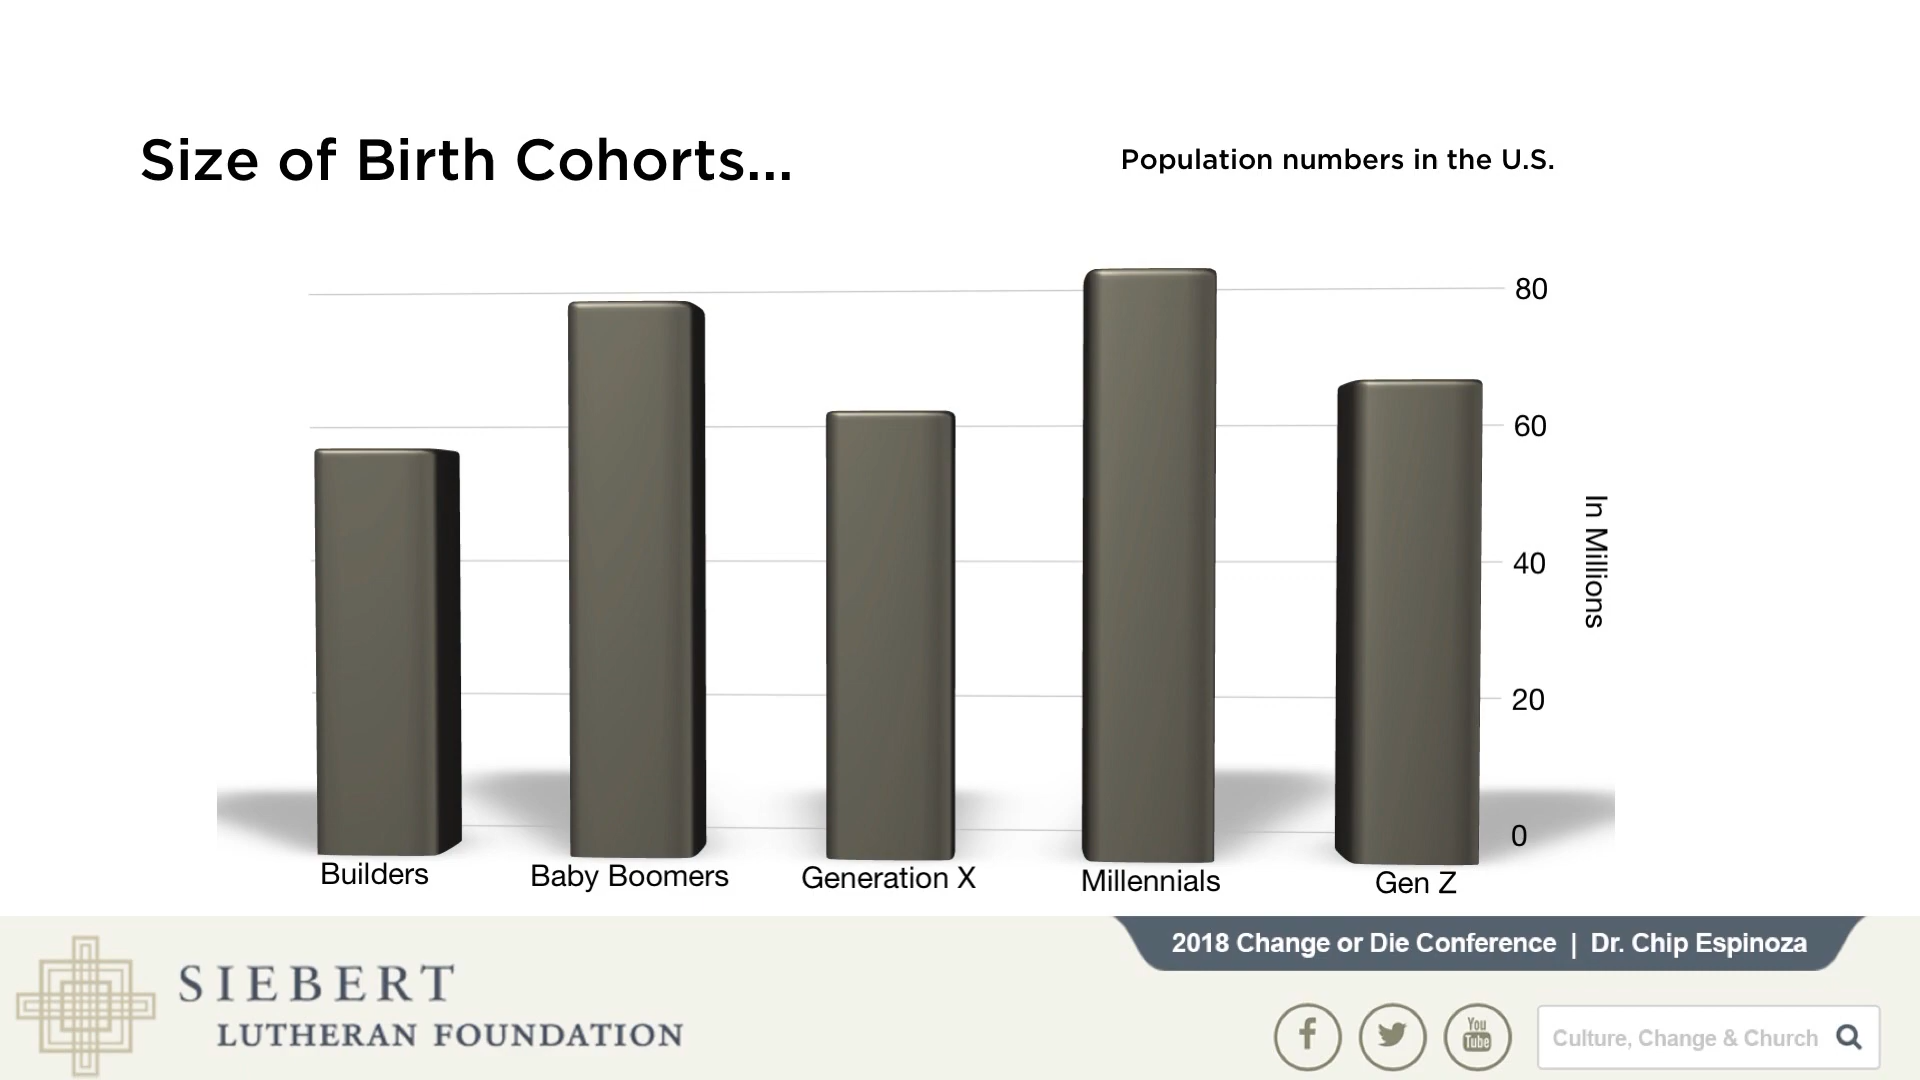 Size of Birth Cohorts...
Population numbers in the U.S.
80
60
40
20
0
In Millions
Builders
Baby Boomers
Generation X
Millennials
Gen Z
2018 Change or Die Conference | Dr. Chip Espinoza
SIEBERT
LUTHERAN FOUNDATION
f
You
Tube
Culture, Change & Church